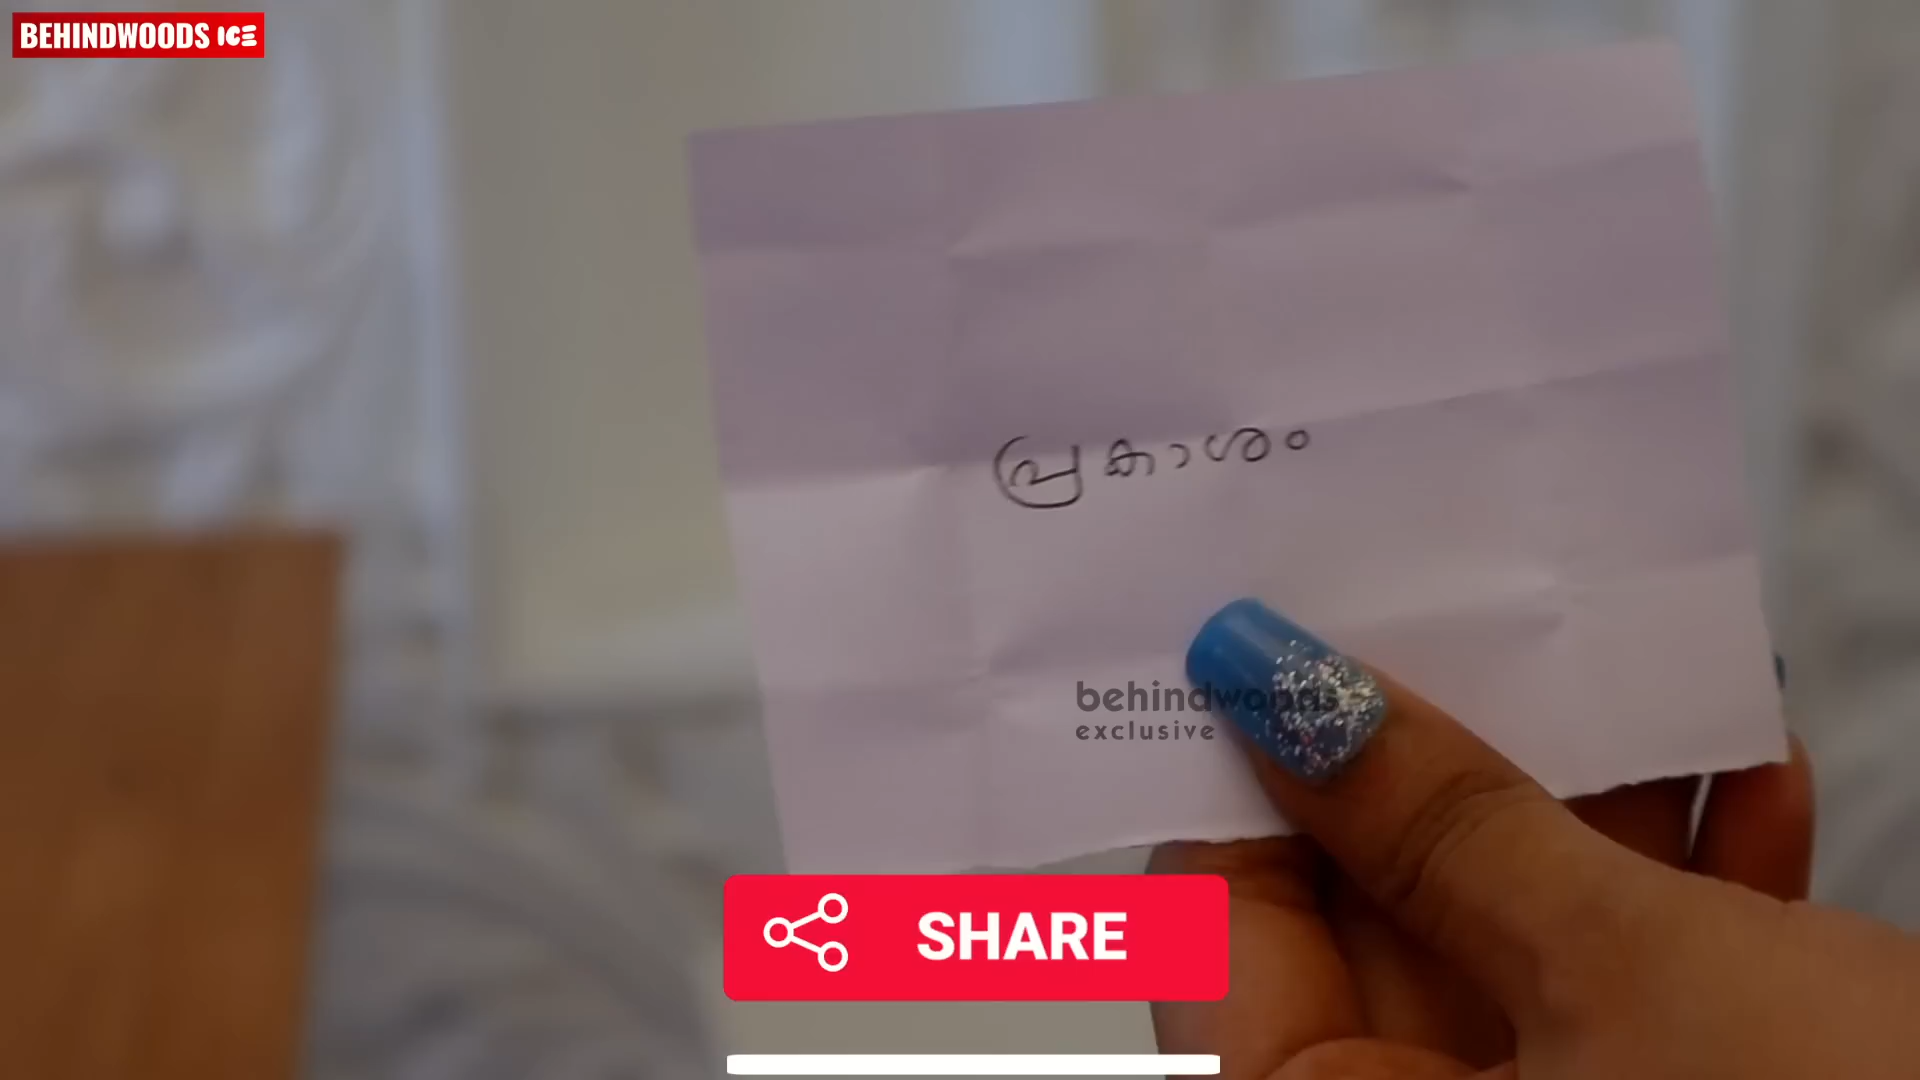 BEHINDWOODS ICE
പ്രകാശം
behindwoods
exclusive
SHARE